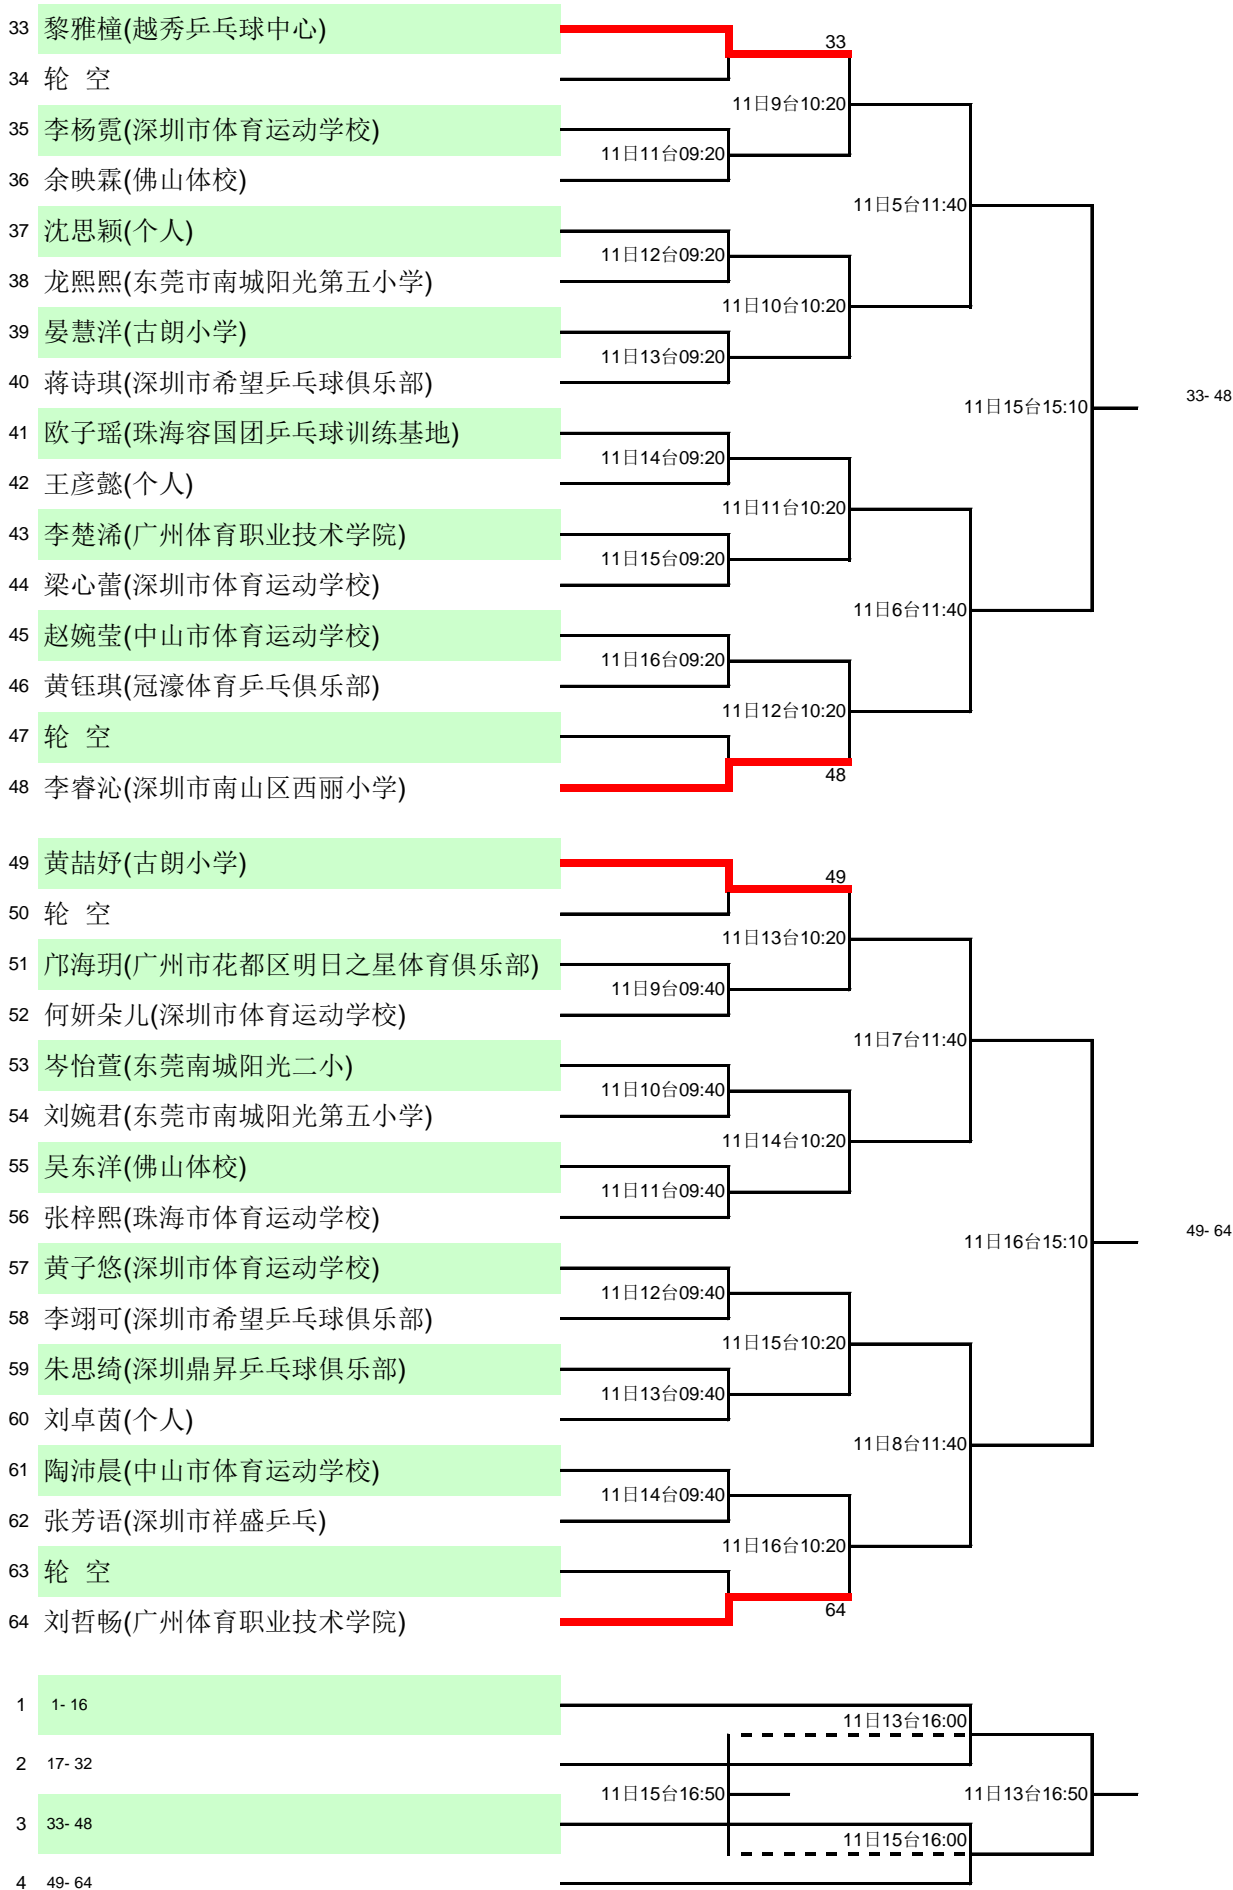 33 黎雅橦(越秀乒乓球中心)
33
34 轮 空
11日9台10:20
35 李杨霓(深圳市体育运动学校)
11日11台09:20
36 余映霖(佛山体校)
11日5台11:40
37 沈思颖(个人)
11日12台09:20
38 龙熙熙(东莞市南城阳光第五小学)
11日10台10:20
39 晏慧洋(古朗小学)
11日13台09:20
40 蒋诗琪(深圳市希望乒乓球俱乐部)
33- 48
11日15台15:10
41 欧子瑶(珠海容国团乒乓球训练基地)
11日14台09:20
42 王彦懿(个人)
11日11台10:20
43 李楚浠(广州体育职业技术学院)
11日15台09:20
44 梁心蕾(深圳市体育运动学校)
11日6台11:40
45 赵婉莹(中山市体育运动学校)
11日16台09:20
46 黄钰琪(冠濠体育乒乓俱乐部)
11日12台10:20
47 轮 空
48
48 李睿沁(深圳市南山区西丽小学)
49 黄喆妤(古朗小学)
49
50 轮 空
11日13台10:20
51 邝海玥(广州市花都区明日之星体育俱乐部)
11日9台09:40
52 何妍朵儿(深圳市体育运动学校)
11日7台11:40
53 岑怡萱(东莞南城阳光二小)
11日10台09:40
54 刘婉君(东莞市南城阳光第五小学)
11日14台10:20
55 吴东洋(佛山体校)
11日11台09:40
56 张梓熙(珠海市体育运动学校)
49- 64
11日16台15:10
57 黄子悠(深圳市体育运动学校)
11日12台09:40
58 李翊可(深圳市希望乒乓球俱乐部)
11日15台10:20
59 朱思绮(深圳鼎昇乒乓球俱乐部)
11日13台09:40
60 刘卓茵(个人)
11日8台11:40
61 陶沛晨(中山市体育运动学校)
11日14台09:40
62 张芳语(深圳市祥盛乒乓)
11日16台10:20
63 轮 空
64
64 刘哲畅(广州体育职业技术学院)
1 1- 16
11日13台16:00
2 17- 32
11日15台16:50
11日13台16:50
3 33- 48
11日15台16:00
4 49- 64